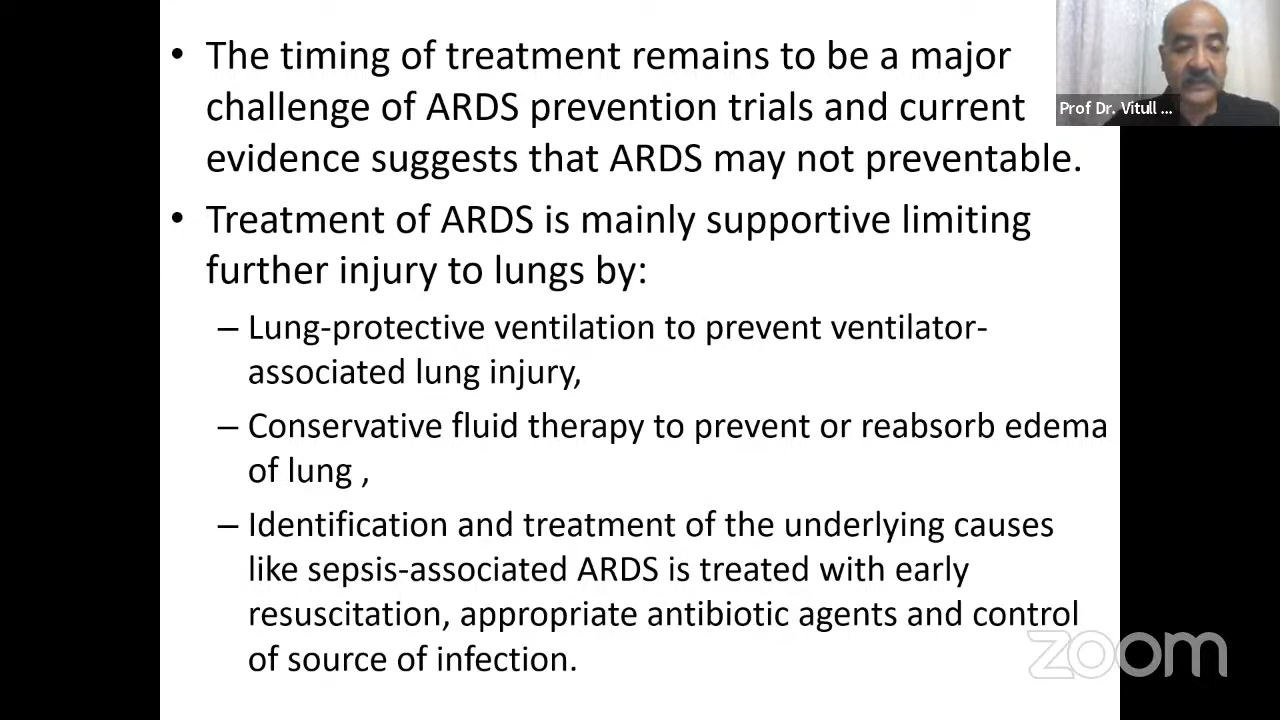 • The timing of treatment remains to be a major
challenge of ARDS prevention trials and current
evidence suggests that ARDS may not preventable.
• Treatment of ARDS is mainly supportive limiting
further injury to lungs by:
– Lung-protective ventilation to prevent ventilator-
associated lung injury,
– Conservative fluid therapy to prevent or reabsorb edema
of lung ,
– Identification and treatment of the underlying causes
like sepsis-associated ARDS is treated with early
resuscitation, appropriate antibiotic agents and control
of source of infection.
Prof Dr. Vitull ...
zoom